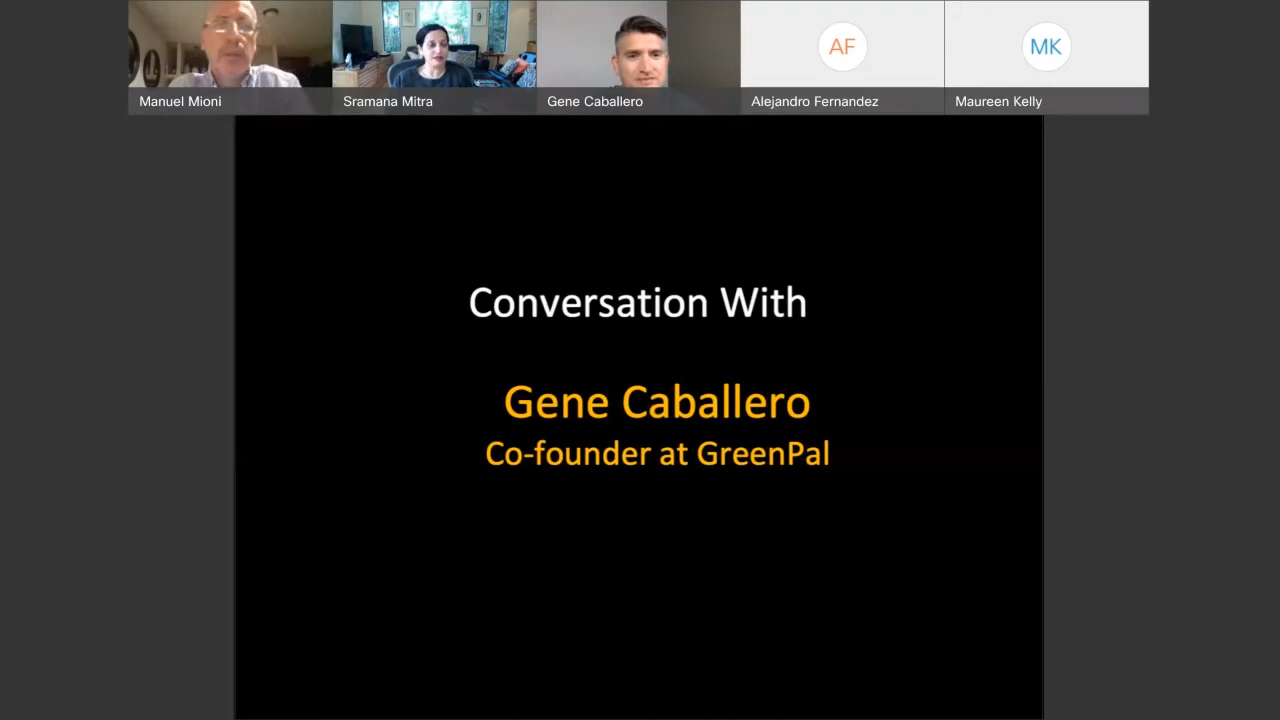 AF
MK
Manuel Mioni
Sramana Mitra
Gene Caballero
Alejandro Fernandez
Maureen Kelly
Conversation With
Gene Caballero
Co-founder at GreenPal